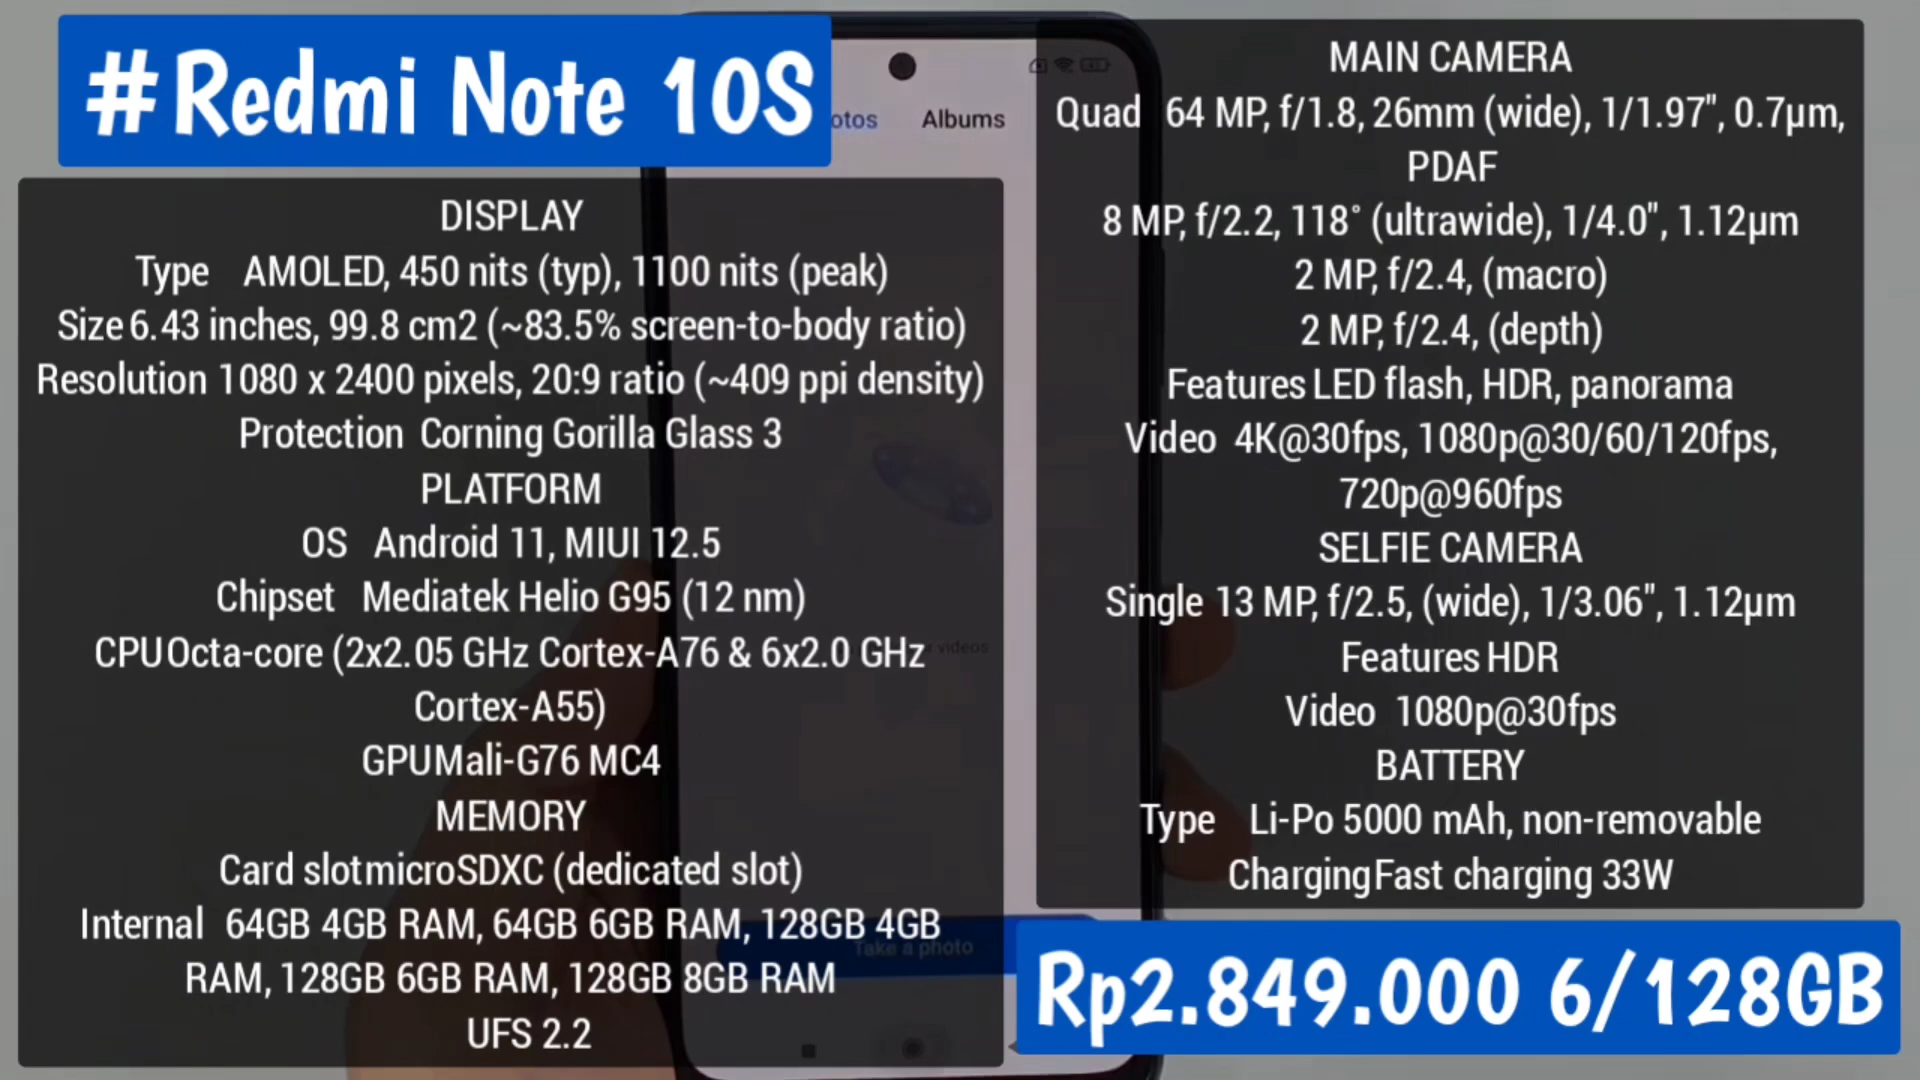 #Redmi Note 10S
otos Albums
DISPLAY
Type AMOLED, 450 nits (typ), 1100 nits (peak)
Size 6.43 inches, 99.8 cm2 (~83.5% screen-to-body ratio)
Resolution 1080 x 2400 pixels, 20:9 ratio (~409 ppi density)
Protection Corning Gorilla Glass 3
PLATFORM
OS Android 11, MIUI 12.5
Chipset Mediatek Helio G95 (12 nm)
CPU Octa-core (2x2.05 GHz Cortex-A76 & 6x2.0 GHz
Cortex-A55)
GPU Mali-G76 MC4
MEMORY
Card slot microSDXC (dedicated slot)
Internal 64GB 4GB RAM, 64GB 6GB RAM, 128GB 4GB
RAM, 128GB 6GB RAM, 128GB 8GB RAM
UFS 2.2
videos
Take a photo
MAIN CAMERA
Quad 64 MP, f/1.8, 26mm (wide), 1/1.97", 0.7µm,
PDAF
8 MP, f/2.2, 118° (ultrawide), 1/4.0", 1.12µm
2 MP, f/2.4, (macro)
2 MP, f/2.4, (depth)
Features LED flash, HDR, panorama
Video 4K@30fps, 1080p@30/60/120fps,
720p@960fps
SELFIE CAMERA
Single 13 MP, f/2.5, (wide), 1/3.06", 1.12µm
Features HDR
Video 1080p@30fps
BATTERY
Type Li-Po 5000 mAh, non-removable
Charging Fast charging 33W
Rp2.849.000 6/128GB